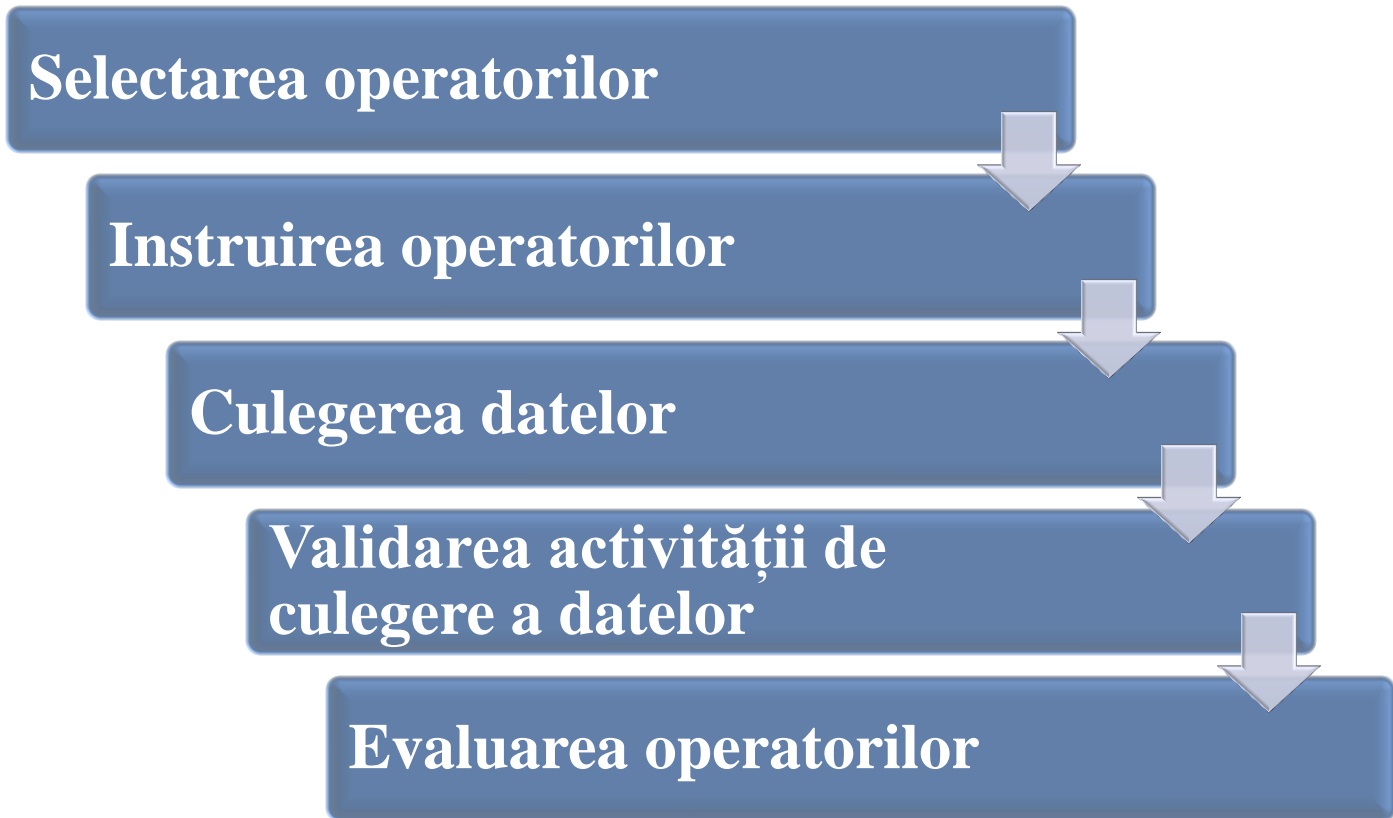 Selectarea operatorilor
Instruirea operatorilor
Culegerea datelor
Validarea activității de
culegere a datelor
Evaluarea operatorilor